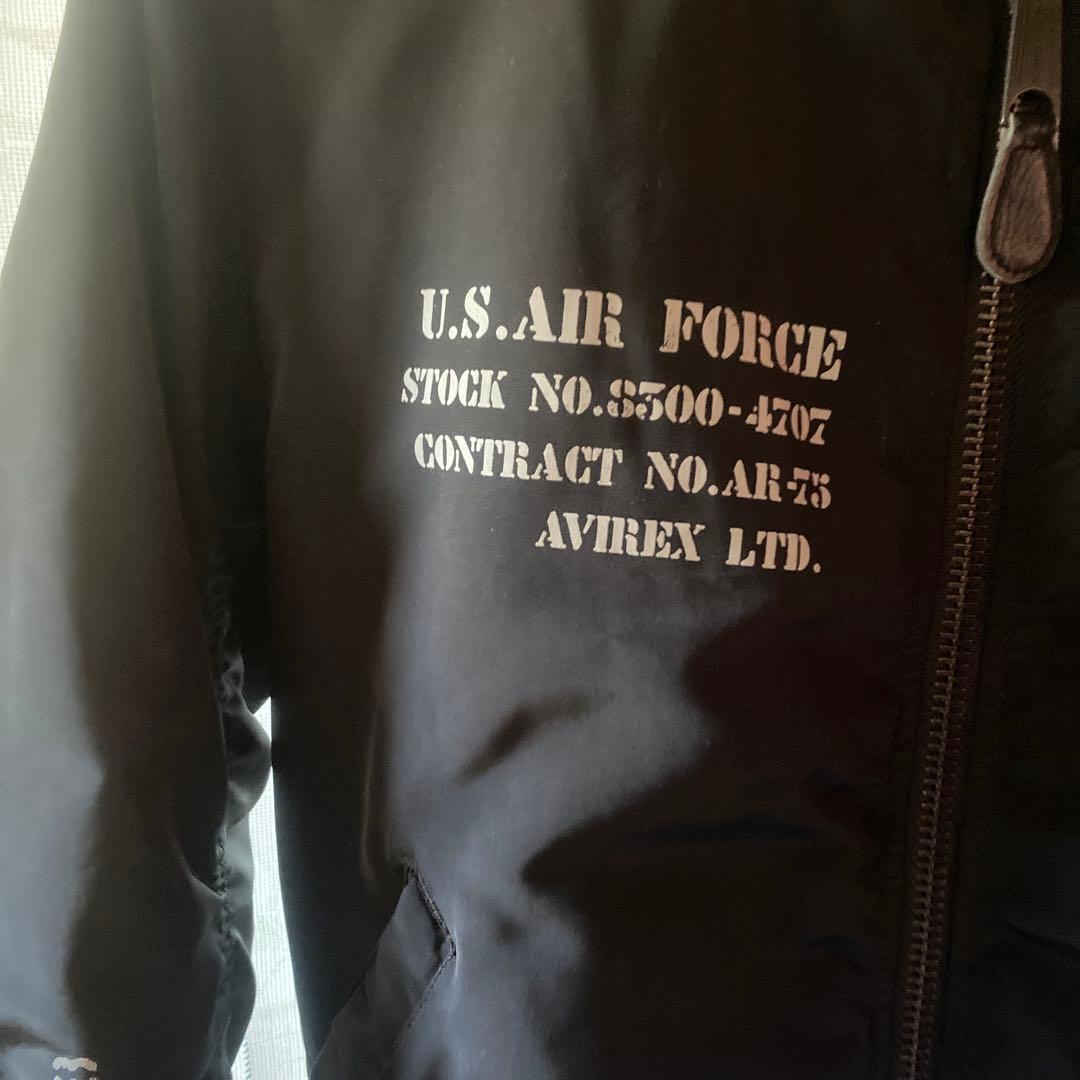 U.S.AIR FORCE
STOCK NO.8300-4707
CONTRACT NO.AR-75
AVIREX LTD.